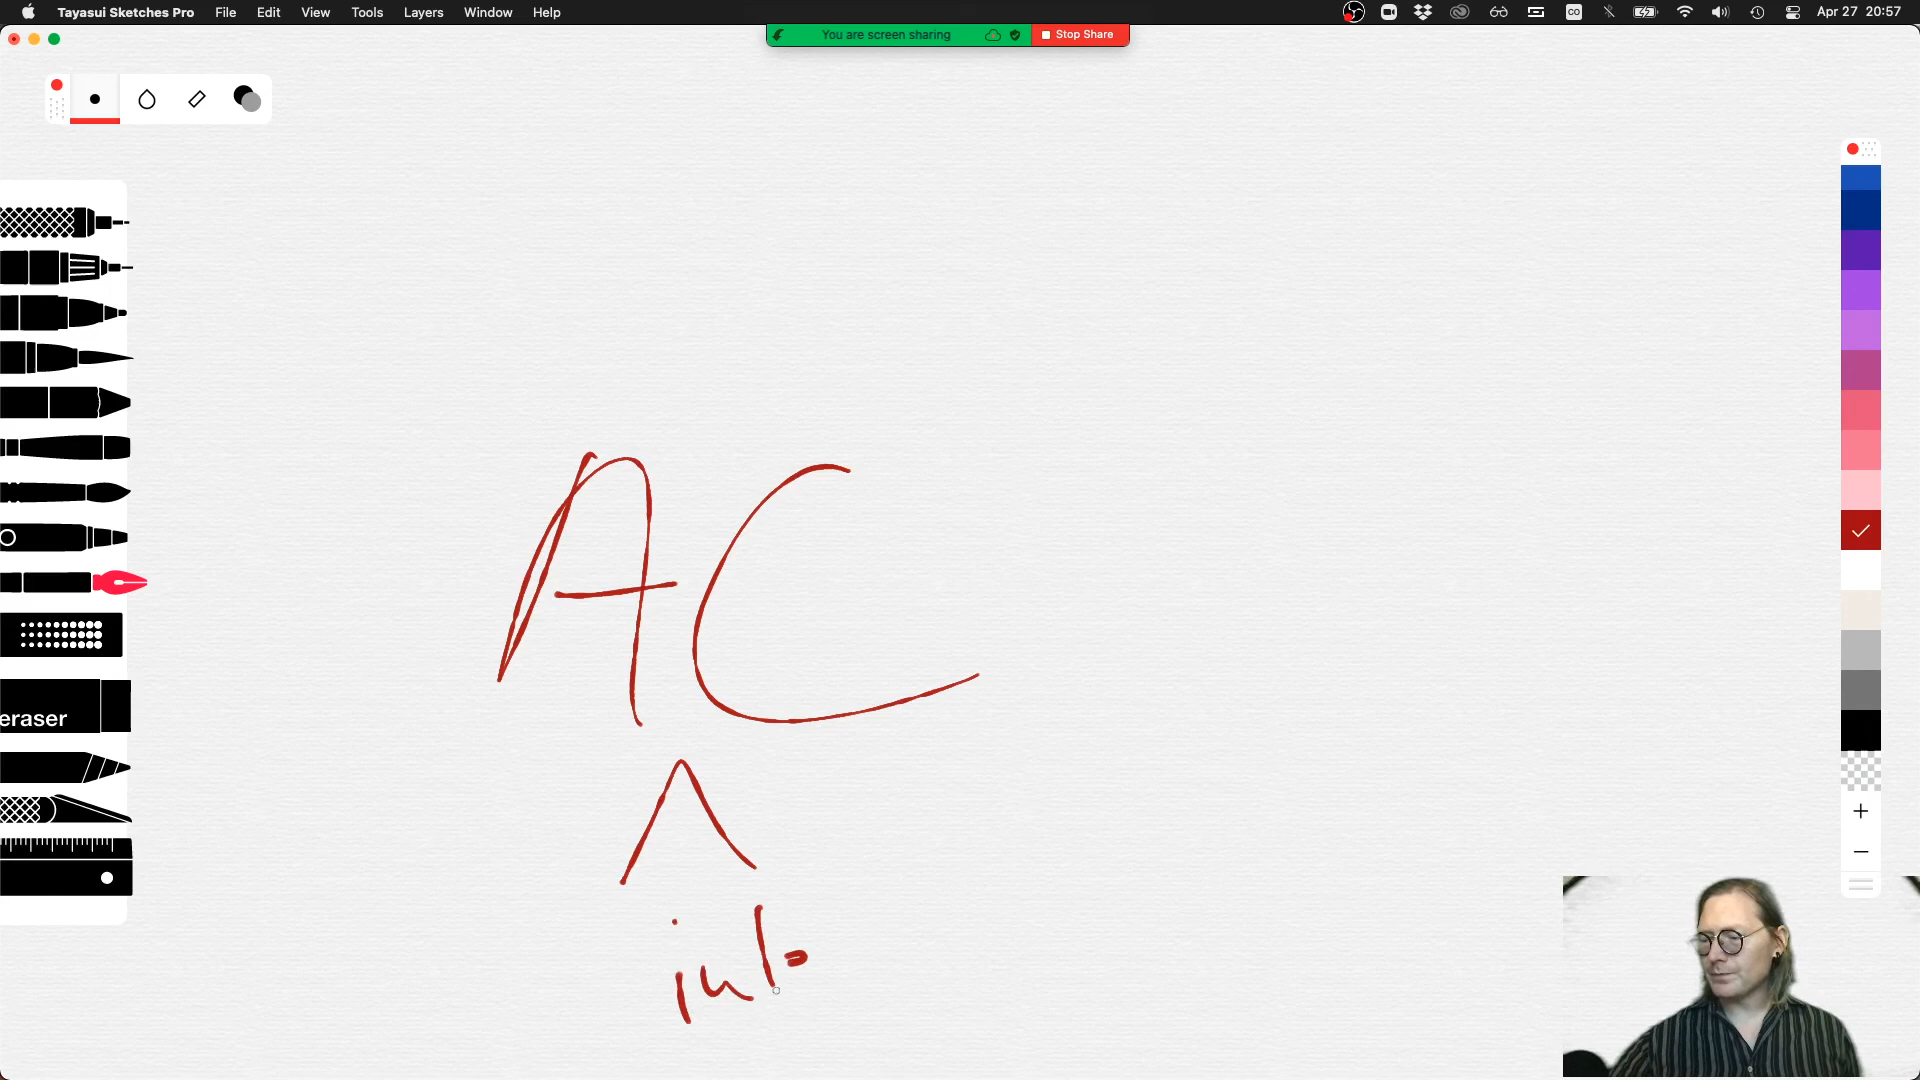 Tayasui Sketches Pro File Edit View Tools Layers Window Help
CO
Apr 27 20:57
You are screen sharing
Stop Share
AC
eraser